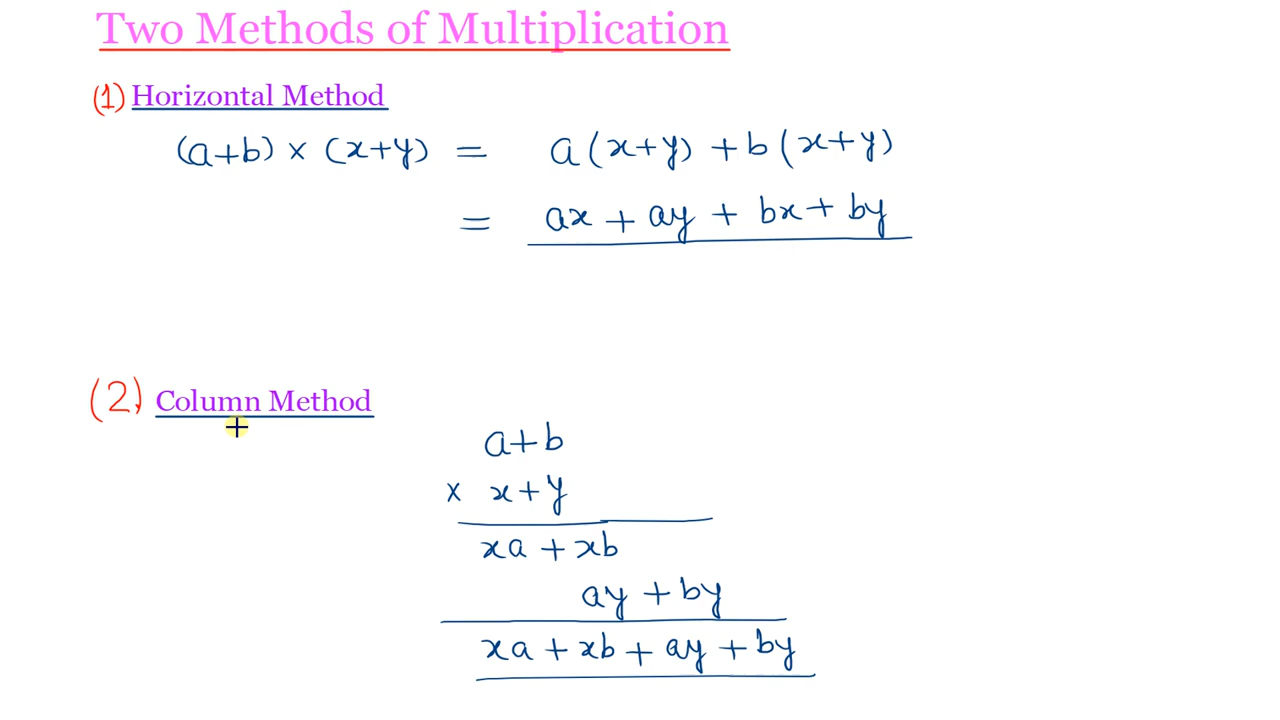 Two Methods of Multiplication
(1) Horizontal Method
(a+b) × (x+y) = a(x+y) + b(x+y)
= ax + ay + bx + by
(2) Column Method
a+b
× x+y
xa + xb
ay + by
xa + xb + ay + by